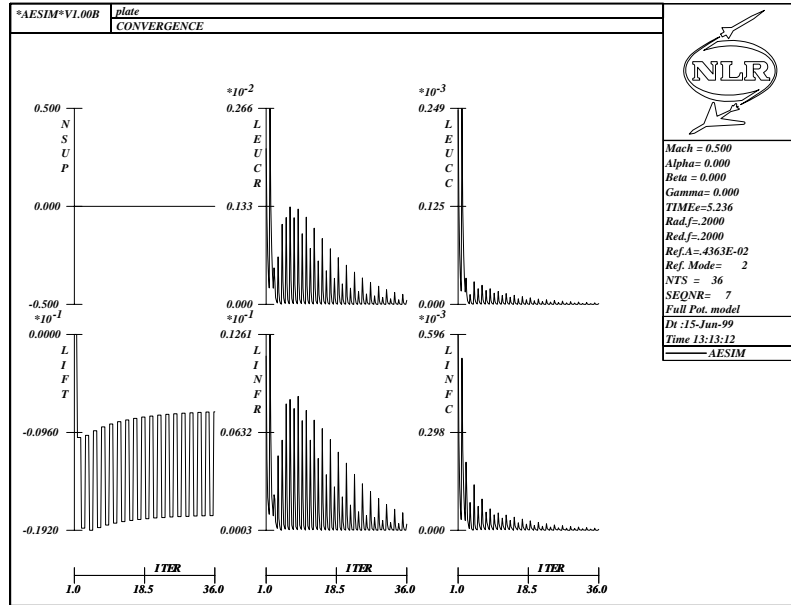 *AESIM*V1.00B
plate
CONVERGENCE
NLR
Mach = 0.500
Alpha= 0.000
Beta = 0.000
Gamma= 0.000
TIMEe=5.236
Rad.f=.2000
Red.f=.2000
Ref.A=.4363E-02
Ref. Mode= 2
NTS = 36
SEQNR= 7
Full Pot. model
Dt :15-Jun-99
Time 13:13:12
AESIM
0.500
0.000
-0.500
NSUP
*10-2
0.266
0.133
0.000
LEUCR
*10-3
0.249
0.125
0.000
LEUCC
*10-1
0.0000
-0.0960
-0.1920
LIFT
*10-1
0.1261
0.0632
0.0003
LINFR
*10-3
0.596
0.298
0.000
LINFC
ITER
1.0 18.5 36.0
ITER
1.0 18.5 36.0
ITER
1.0 18.5 36.0